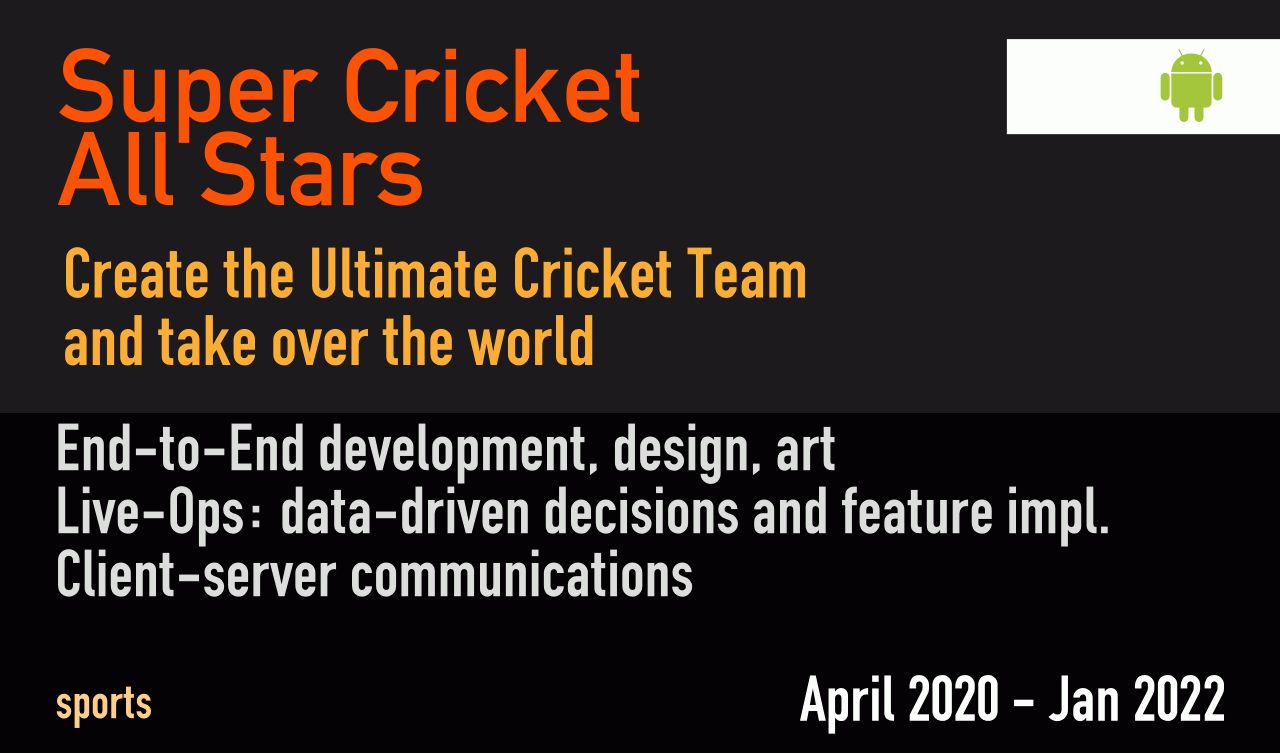 Super Cricket
All Stars
Create the Ultimate Cricket Team
and take over the world
End-to-End development, design, art
Live-Ops: data-driven decisions and feature impl.
Client-server communications
sports
April 2020 - Jan 2022